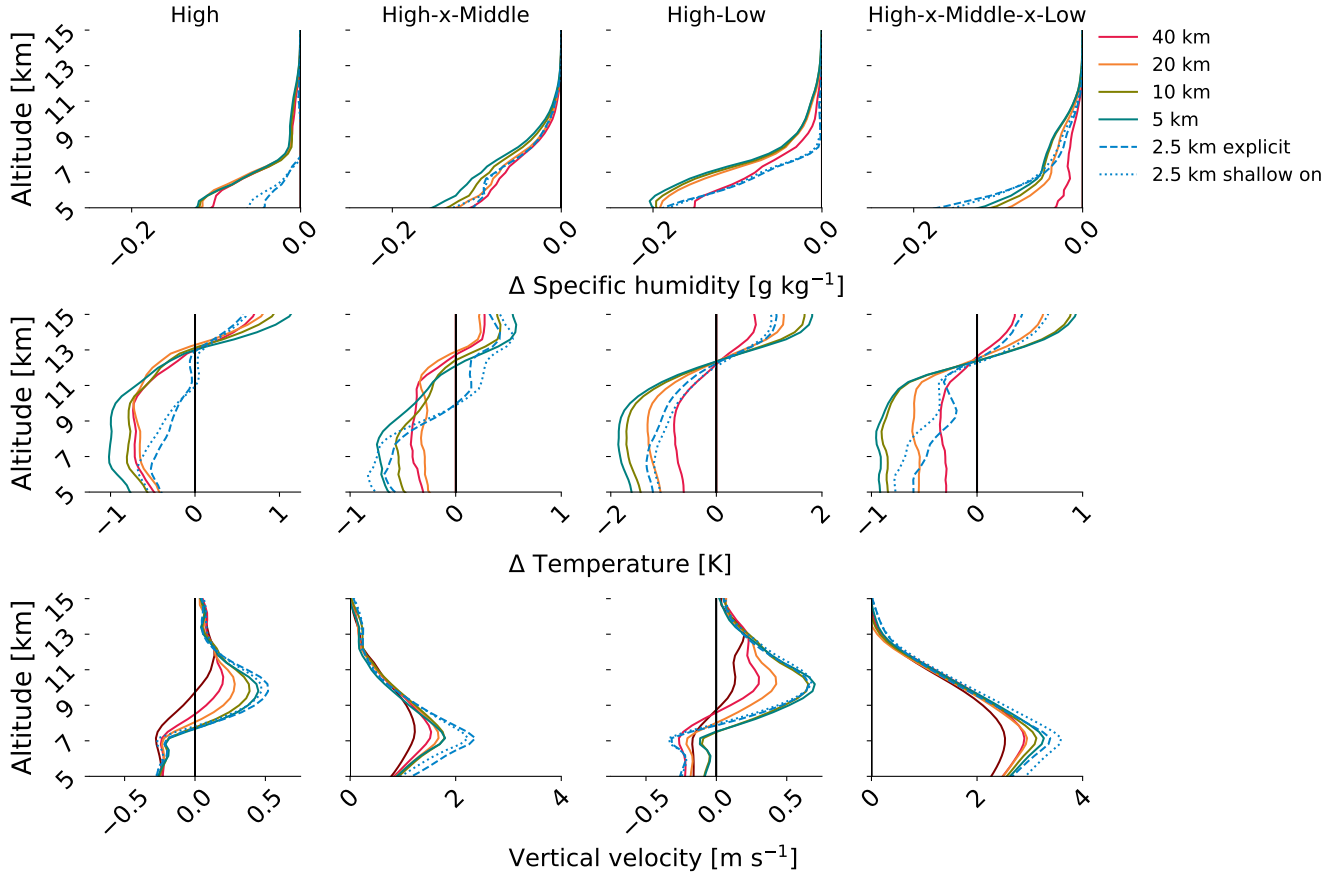 High High-x-Middle High-Low High-x-Middle-x-Low
Altitude [km]
15
13
11
9
7
5
−0.2 0.0 −0.2 0.0 −0.2 0.0 −0.2 0.0
Δ Specific humidity [g kg⁻¹]
40 km
20 km
10 km
5 km
2.5 km explicit
2.5 km shallow on
Altitude [km]
15
13
11
9
7
5
−1 0 1 −1 0 1 −2 0 2 −1 0 1
Δ Temperature [K]
Altitude [km]
15
13
11
9
7
5
−0.5 0.0 0.5 0 2 4 −0.5 0.0 0.5 0 2 4
Vertical velocity [m s⁻¹]